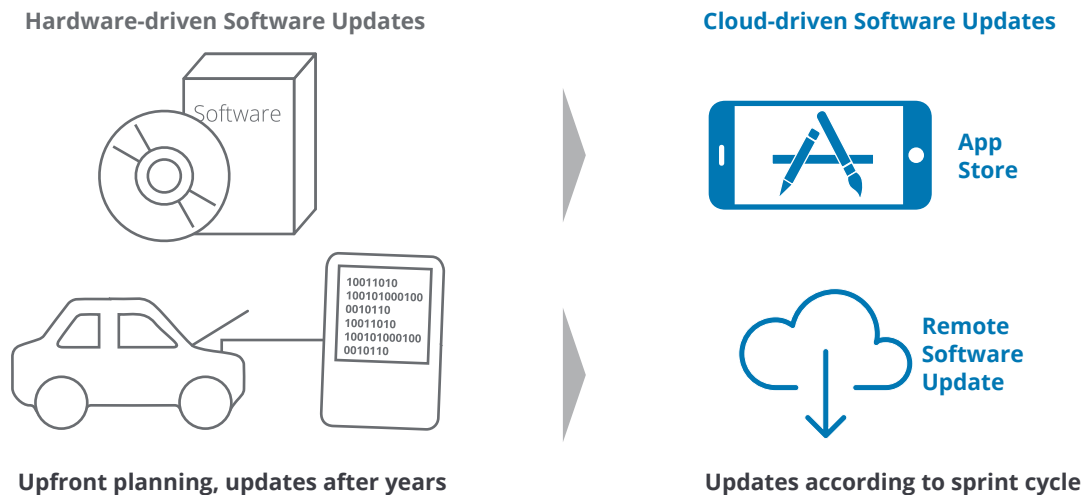 Hardware-driven Software Updates
Cloud-driven Software Updates
Software
App
Store
10011010
100101000100
0010110
10011010
100101000100
0010110
Remote
Software
Update
Upfront planning, updates after years
Updates according to sprint cycle